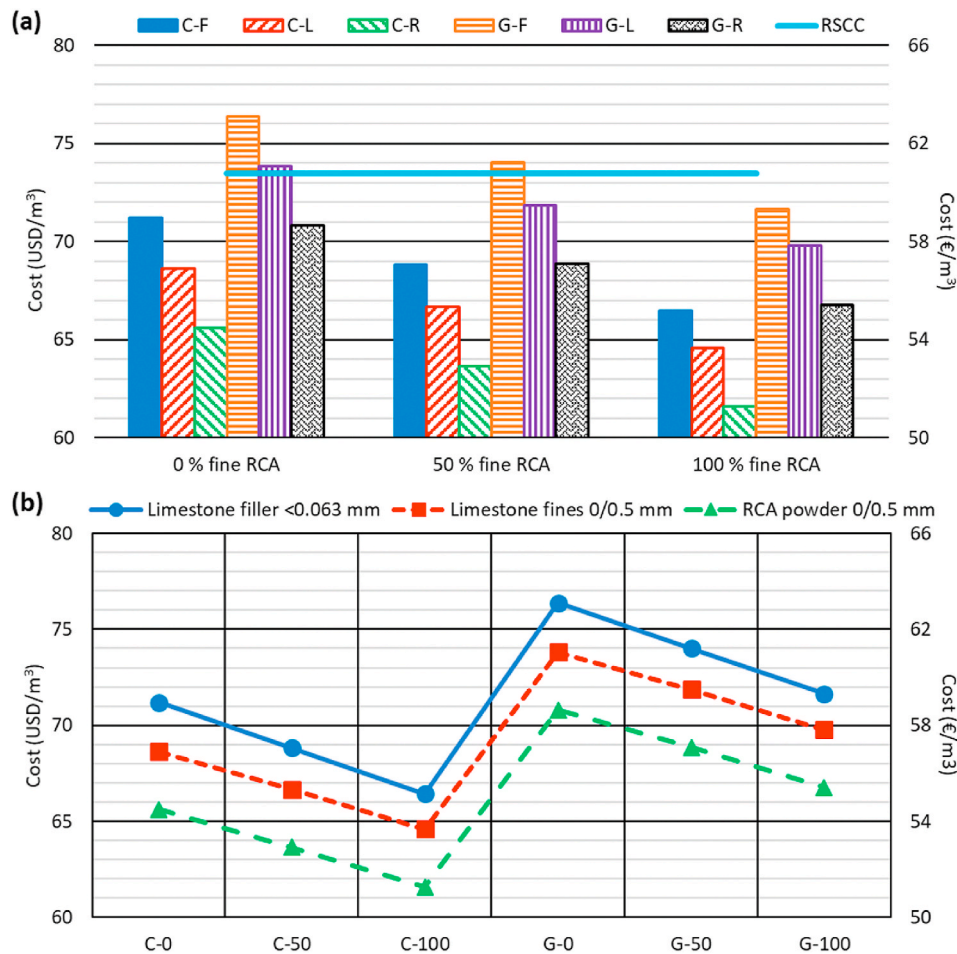 (a)
C-F C-L C-R G-F G-L G-R RSCC
80 66
75 62
70 58
65 54
60 50
Cost (USD/m³)
Cost (€/m³)
0 % fine RCA 50 % fine RCA 100 % fine RCA
(b)
Limestone filler <0.063 mm Limestone fines 0/0.5 mm RCA powder 0/0.5 mm
80 66
75 62
70 58
65 54
60 50
Cost (USD/m³)
Cost (€/m3)
C-0 C-50 C-100 G-0 G-50 G-100